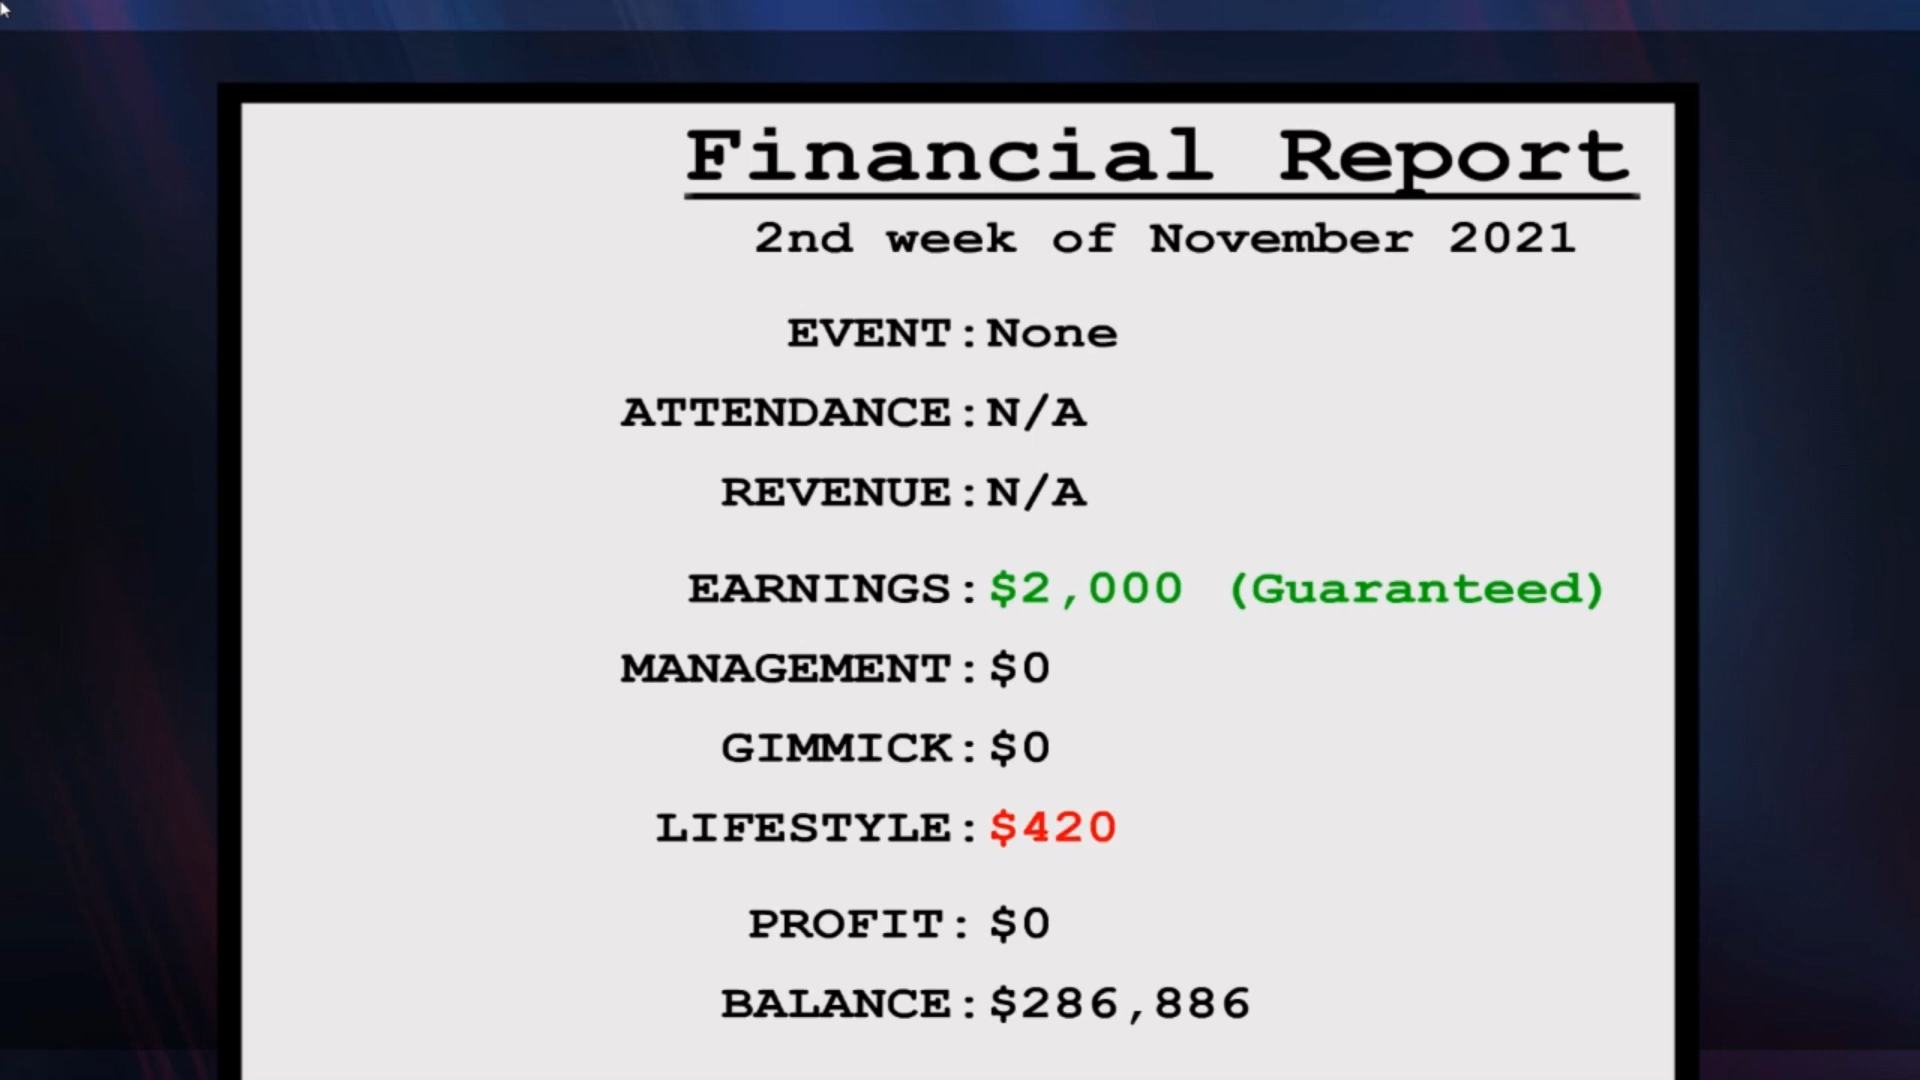 Financial Report
2nd week of November 2021
EVENT: None
ATTENDANCE: N/A
REVENUE: N/A
EARNINGS: $2,000 (Guaranteed)
MANAGEMENT: $0
GIMMICK: $0
LIFESTYLE: $420
PROFIT: $0
BALANCE: $286,886